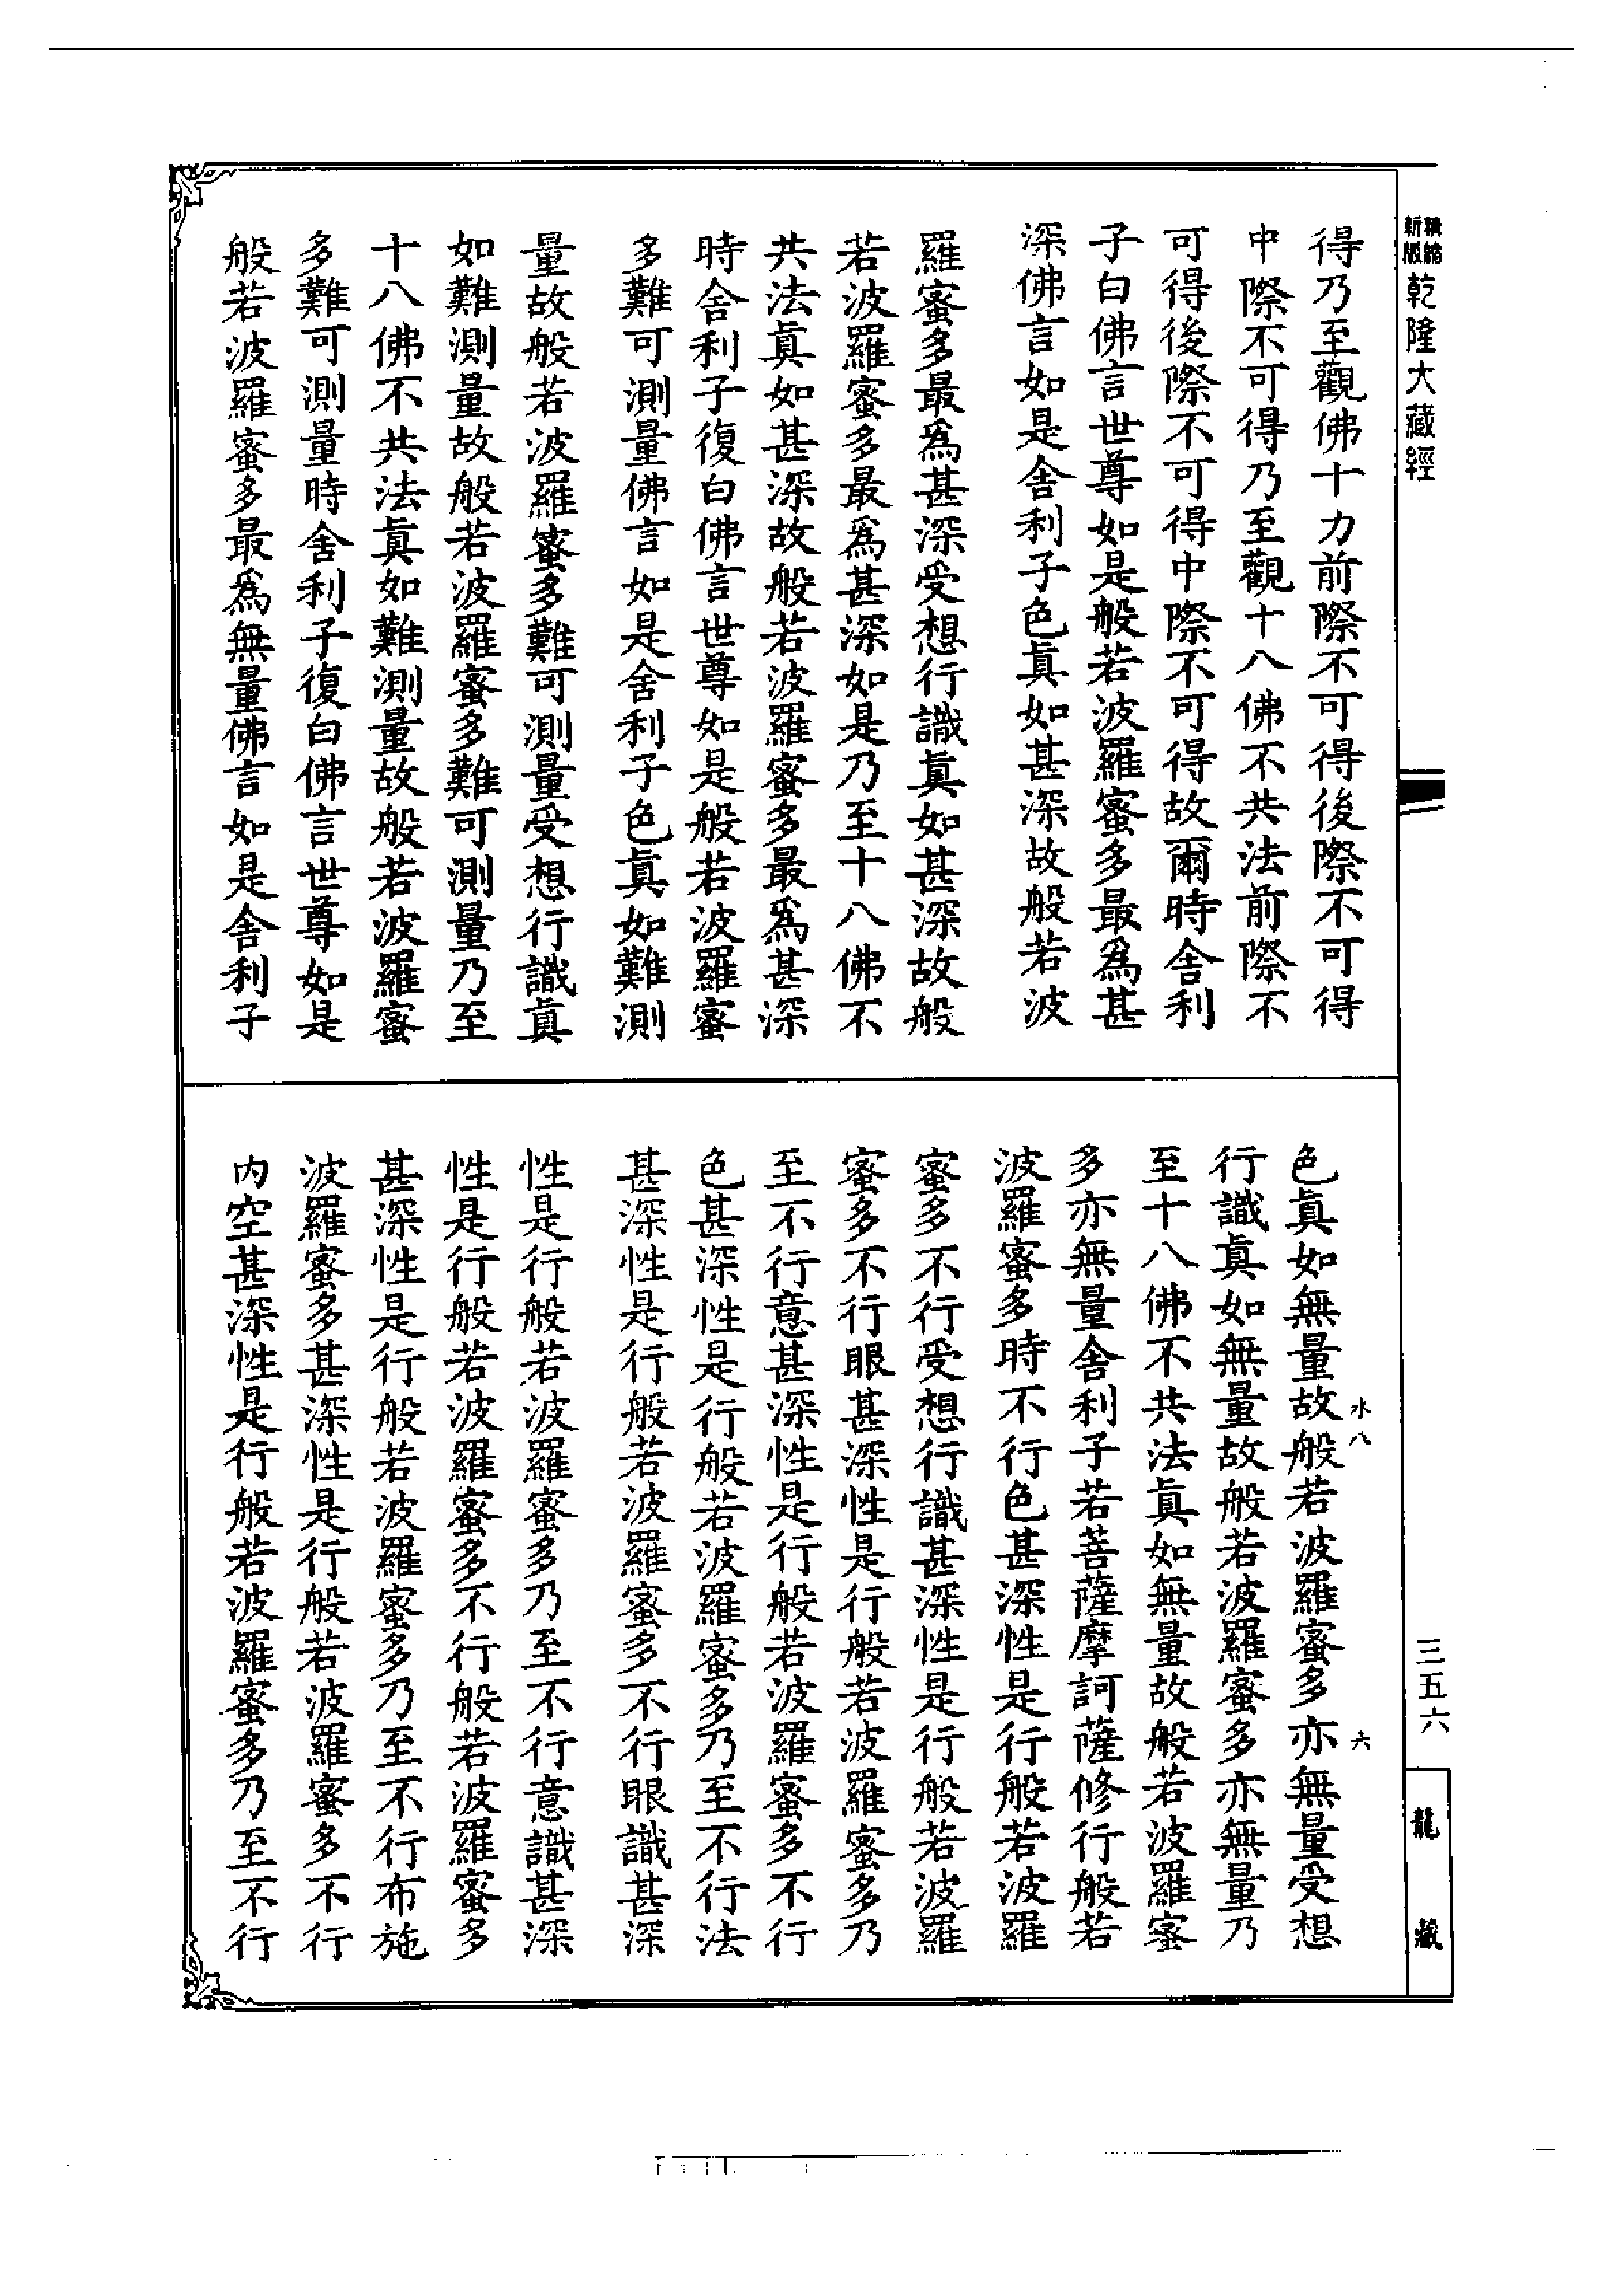 精縮新版乾隆大藏經
得乃至觀佛十力前際不可得後際不可得
中際不可得乃至觀十八佛不共法前際不
可得後際不可得中際不可得故爾時舍利
子白佛言世尊如是般若波羅蜜多最爲甚
深佛言如是舍利子色眞如甚深故般若波
羅蜜多最爲甚深受想行識眞如甚深故般
若波羅蜜多最爲甚深如是乃至十八佛不
共法眞如甚深故般若波羅蜜多最爲甚深
時舍利子復白佛言世尊如是般若波羅蜜
多難可測量佛言如是舍利子色眞如難測
量故般若波羅蜜多難可測量受想行識眞
如難測量故般若波羅蜜多難可測量乃至
十八佛不共法眞如難測量故般若波羅蜜
多難可測量時舍利子復白佛言世尊如是
般若波羅蜜多最爲無量佛言如是舍利子
水八
六
色眞如無量故般若波羅蜜多亦無量受想
行識眞如無量故般若波羅蜜多亦無量乃
至十八佛不共法眞如無量故般若波羅蜜
多亦無量舍利子若菩薩摩訶薩修行般若
波羅蜜多時不行色甚深性是行般若波羅
蜜多不行受想行識甚深性是行般若波羅
蜜多不行眼甚深性是行般若波羅蜜多乃
至不行意甚深性是行般若波羅蜜多不行
色甚深性是行般若波羅蜜多乃至不行法
甚深性是行般若波羅蜜多不行眼識甚深
性是行般若波羅蜜多乃至不行意識甚深
性是行般若波羅蜜多不行般若波羅蜜多
甚深性是行般若波羅蜜多乃至不行布施
波羅蜜多甚深性是行般若波羅蜜多不行
内空甚深性是行般若波羅蜜多乃至不行
三五六
龍藏